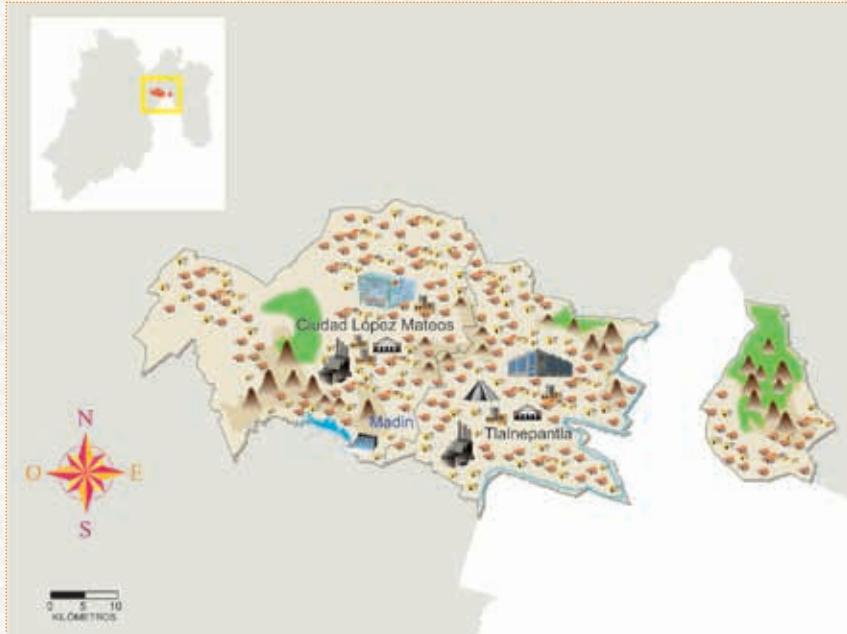 Ciudad López Mateos
Madín
Tlalnepantla
N
O
E
S
0 5 10
KILÓMETROS